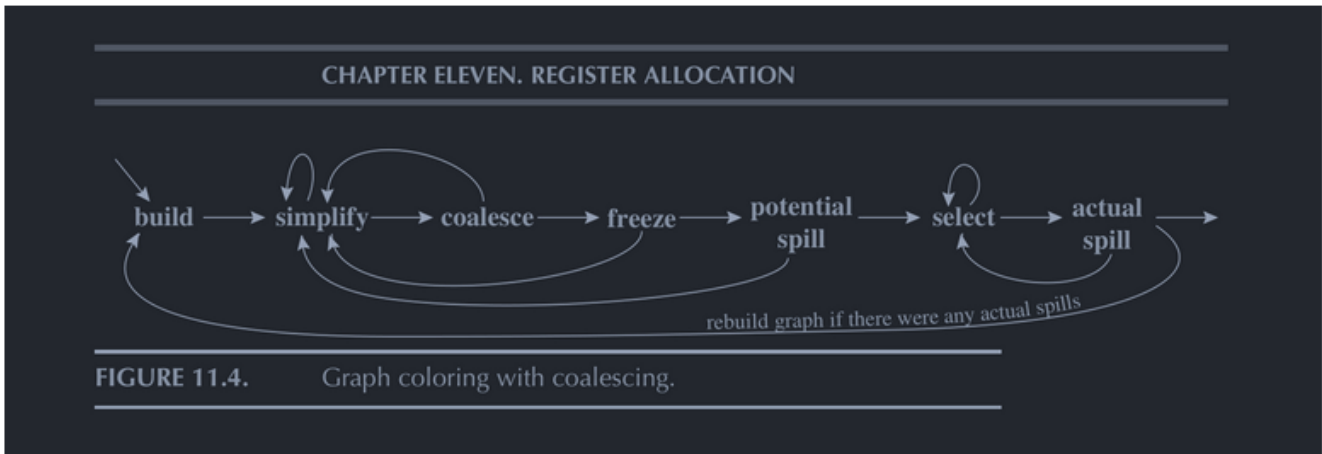 CHAPTER ELEVEN. REGISTER ALLOCATION
build simplify coalesce freeze potential spill select actual spill
rebuild graph if there were any actual spills
FIGURE 11.4. Graph coloring with coalescing.